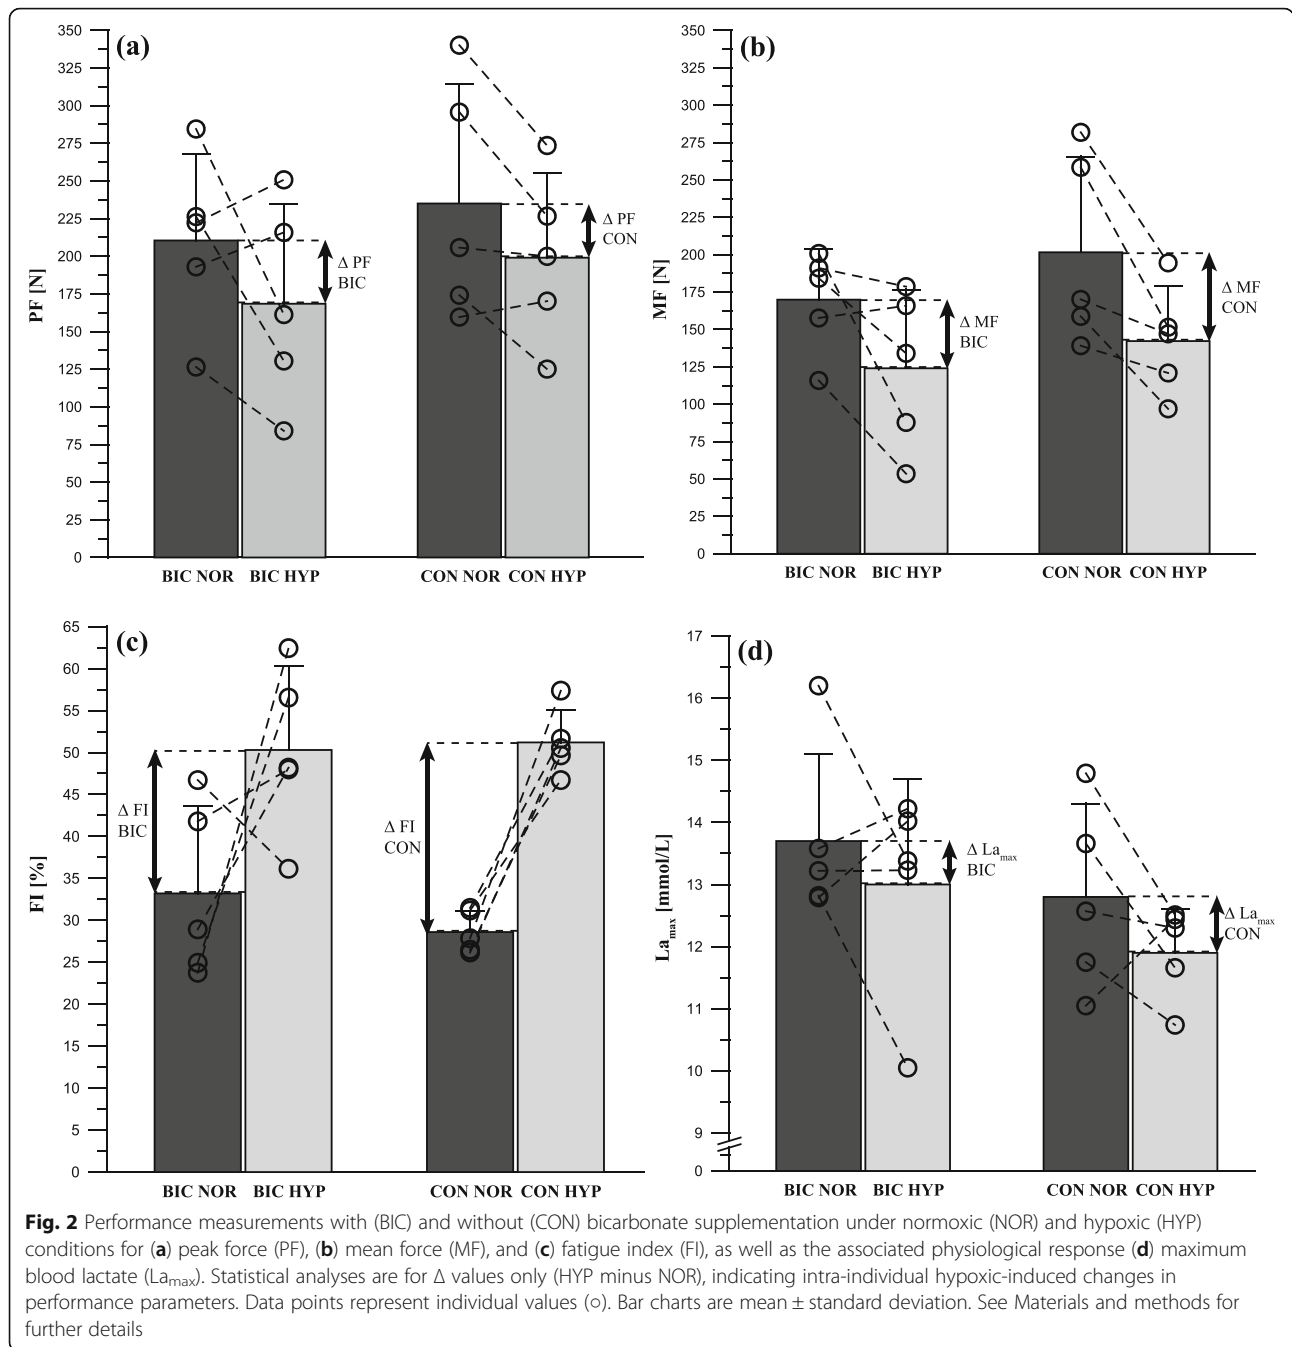 (a)
PF [N]
350
325
300
275
250
225
200
175
150
125
100
75
50
25
0
Δ PF
BIC
Δ PF
CON
BIC NOR BIC HYP CON NOR CON HYP
(b)
MF [N]
350
325
300
275
250
225
200
170
150
125
100
75
50
25
0
Δ MF
BIC
Δ MF
CON
BIC NOR BIC HYP CON NOR CON HYP
(c)
FI [%]
65
60
55
50
45
40
35
30
25
20
15
10
5
0
Δ FI
BIC
Δ FI
CON
BIC NOR BIC HYP CON NOR CON HYP
(d)
Lamax [mmol/L]
17
16
15
14
13
12
11
10
9
0
Δ Lamax
BIC
Δ Lamax
CON
BIC NOR BIC HYP CON NOR CON HYP
Fig. 2 Performance measurements with (BIC) and without (CON) bicarbonate supplementation under normoxic (NOR) and hypoxic (HYP)
conditions for (a) peak force (PF), (b) mean force (MF), and (c) fatigue index (FI), as well as the associated physiological response (d) maximum
blood lactate (Lamax). Statistical analyses are for Δ values only (HYP minus NOR), indicating intra-individual hypoxic-induced changes in
performance parameters. Data points represent individual values (○). Bar charts are mean ± standard deviation. See Materials and methods for
further details